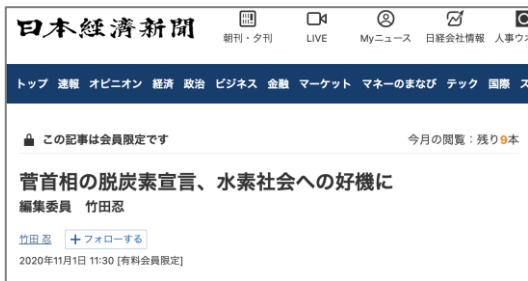 日本経済新聞
朝刊・夕刊 LIVE Myニュース 日経会社情報 人事ウ
トップ 速報 オピニオン 経済 政治 ビジネス 金融 マーケット マネーのまなび テック 国際
この記事は会員限定です 今月の閲覧:残り9本
菅首相の脱炭素宣言、水素社会への好機に
編集委員 竹田忍
竹田 忍 +フォローする
2020年11月1日 11:30 [有料会員限定]